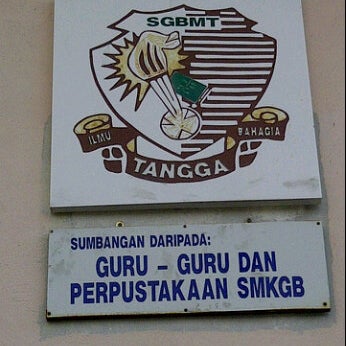 SGBMT
ILMU
TANGGA
BAHAGIA
SUMBANGAN DARIPADA:
GURU - GURU DAN
PERPUSTAKAAN SMKGB